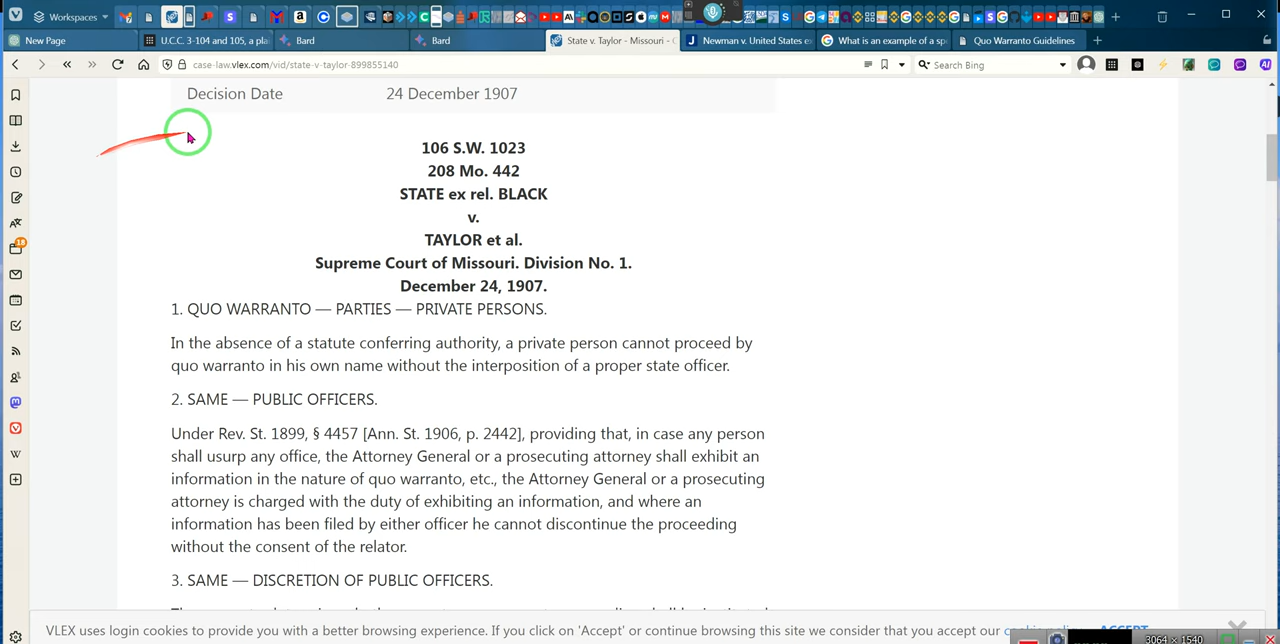 Workspaces
New Page
U.C.C. 3-104 and 105, a pla
Bard
Bard
State v. Taylor - Missouri - C
Newman v. United States e
What is an example of a sp
Quo Warranto Guidelines
case-law.vlex.com/vid/state-v-taylor-899855140
Search Bing
Decision Date 24 December 1907
106 S.W. 1023
208 Mo. 442
STATE ex rel. BLACK
v.
TAYLOR et al.
Supreme Court of Missouri. Division No. 1.
December 24, 1907.
1. QUO WARRANTO — PARTIES — PRIVATE PERSONS.
In the absence of a statute conferring authority, a private person cannot proceed by
quo warranto in his own name without the interposition of a proper state officer.
2. SAME — PUBLIC OFFICERS.
Under Rev. St. 1899, § 4457 [Ann. St. 1906, p. 2442], providing that, in case any person
shall usurp any office, the Attorney General or a prosecuting attorney shall exhibit an
information in the nature of quo warranto, etc., the Attorney General or a prosecuting
attorney is charged with the duty of exhibiting an information, and where an
information has been filed by either officer he cannot discontinue the proceeding
without the consent of the relator.
3. SAME — DISCRETION OF PUBLIC OFFICERS.
VLEX uses login cookies to provide you with a better browsing experience. If you click on 'Accept' or continue browsing this site we consider that you accept our cookie policy. ACCEPT
3064 × 1540